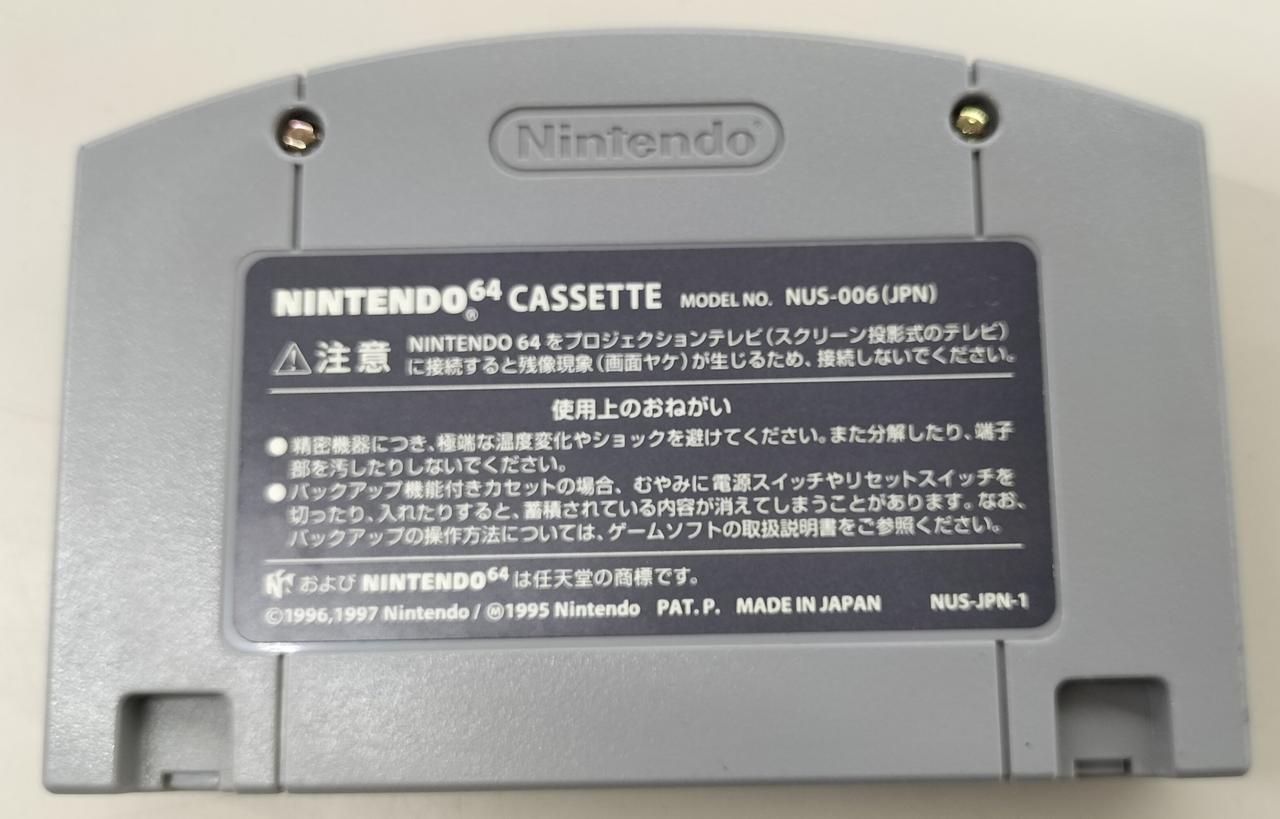 Nintendo®
NINTENDO64® CASSETTE MODEL NO. NUS-006(JPN)
⚠注意 NINTENDO 64 をプロジェクションテレビ(スクリーン投影式のテレビ)
に接続すると残像現象(画面ヤケ)が生じるため、接続しないでください。
使用上のおねがい
●精密機器につき、極端な温度変化やショックを避けてください。また分解したり、端子
部を汚したりしないでください。
●バックアップ機能付きカセットの場合、むやみに電源スイッチやリセットスイッチを
切ったり、入れたりすると、蓄積されている内容が消えてしまうことがあります。なお、
バックアップの操作方法については、ゲームソフトの取扱説明書をご参照ください。
および NINTENDO64 は任天堂の商標です。
©1996,1997 Nintendo / Ⓜ1995 Nintendo PAT. P. MADE IN JAPAN NUS-JPN-1